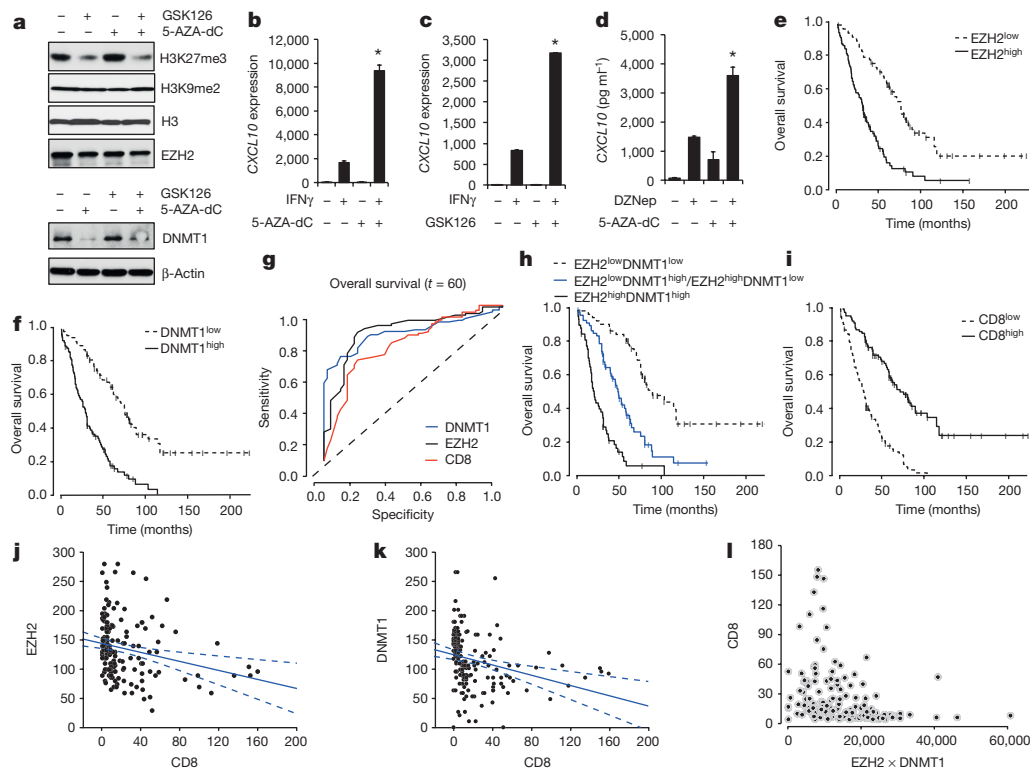 a
GSK126
– + – +
5-AZA-dC
– – + +
H3K27me3
H3K9me2
H3
EZH2
GSK126
– + – +
5-AZA-dC
– – + +
DNMT1
β-Actin
b
CXCL10 expression
12,000
10,000
8,000
6,000
4,000
2,000
0
*
IFNγ – + – +
5-AZA-dC – – + +
c
CXCL10 expression
3,500
3,000
2,500
2,000
1,500
1,000
500
0
*
IFNγ – + – +
GSK126 – – + +
d
CXCL10 (pg ml⁻¹)
5,000
4,000
3,000
2,000
1,000
0
*
DZNep – + – +
5-AZA-dC – – + +
e
EZH2low
EZH2high
Overall survival
1.0
0.8
0.6
0.4
0.2
0.0
0 50 100 150 200
Time (months)
f
DNMT1low
DNMT1high
Overall survival
1.0
0.8
0.6
0.4
0.2
0.0
0 50 100 150 200
Time (months)
g
Overall survival (t = 60)
Sensitivity
1.0
0.8
0.6
0.4
0.2
0.0
DNMT1
EZH2
CD8
0.0 0.2 0.4 0.6 0.8 1.0
Specificity
h
EZH2lowDNMT1low
EZH2lowDNMT1high/EZH2highDNMT1low
EZH2highDNMT1high
Overall survival
1.0
0.8
0.6
0.4
0.2
0.0
0 50 100 150 200
Time (months)
i
CD8low
CD8high
Overall survival
1.0
0.8
0.6
0.4
0.2
0.0
0 50 100 150 200
Time (months)
j
EZH2
300
250
200
150
100
50
0
0 40 80 120 160 200
CD8
k
DNMT1
300
250
200
150
100
50
0
0 40 80 120 160 200
CD8
l
CD8
180
150
120
90
60
30
0
0 20,000 40,000 60,000
EZH2 × DNMT1